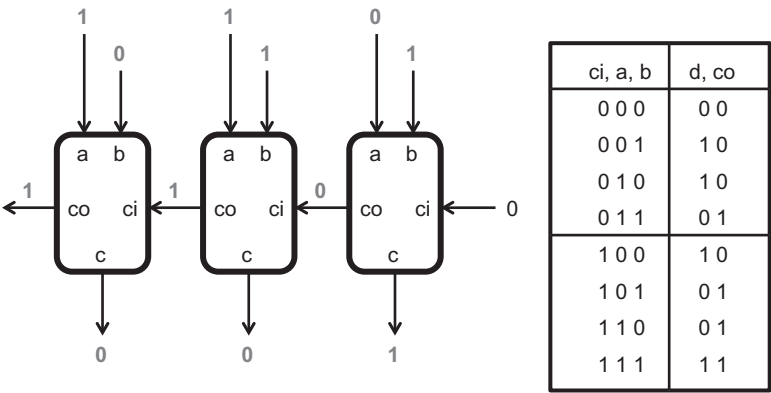 1 1 0
0 1 1
a b a b a b
1 1 0
co ci co ci co ci 0
c c c
0 0 1
ci, a, b d, co
0 0 0 0 0
0 0 1 1 0
0 1 0 1 0
0 1 1 0 1
1 0 0 1 0
1 0 1 0 1
1 1 0 0 1
1 1 1 1 1